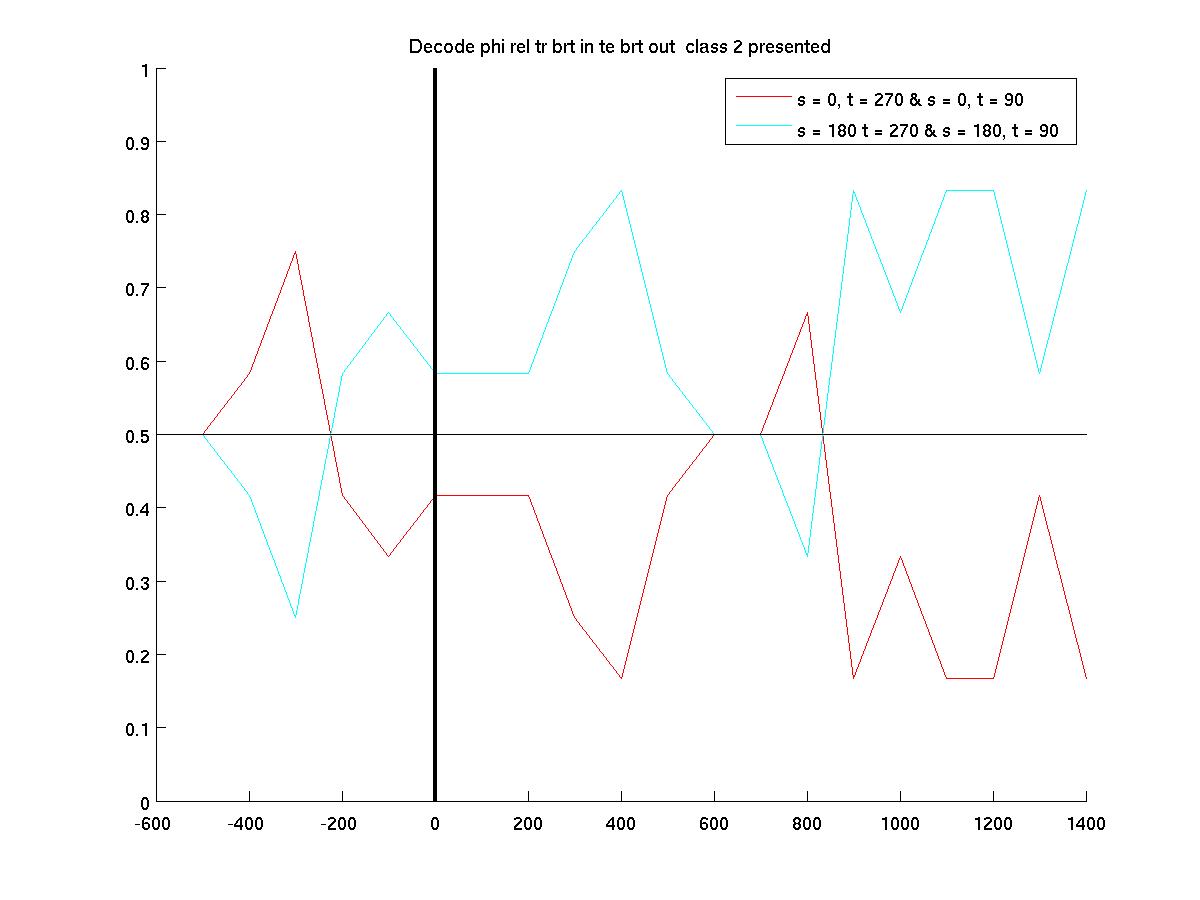 Decode phi rel tr brt in te brt out  class 2 presented
s = 0, t = 270 & s = 0, t = 90
s = 180 t = 270 & s = 180, t = 90
1
0.9
0.8
0.7
0.6
0.5
0.4
0.3
0.2
0.1
0
-600 -400 -200 0 200 400 600 800 1000 1200 1400